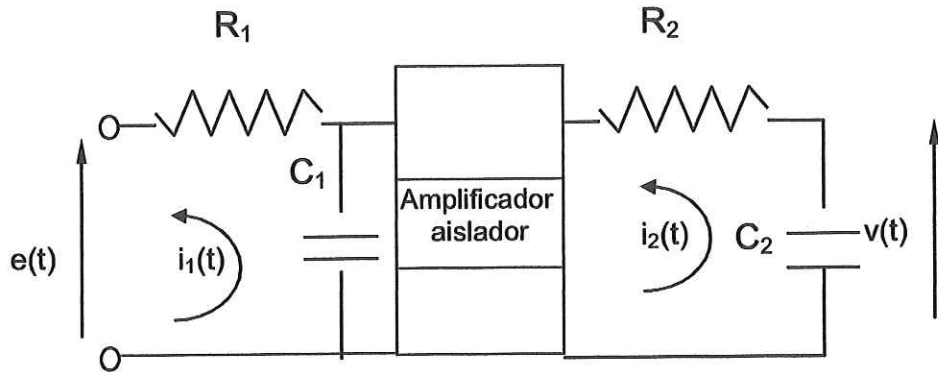 R₁
R₂
C₁
Amplificador
aislador
e(t)
i₁(t)
i₂(t)
C₂
v(t)